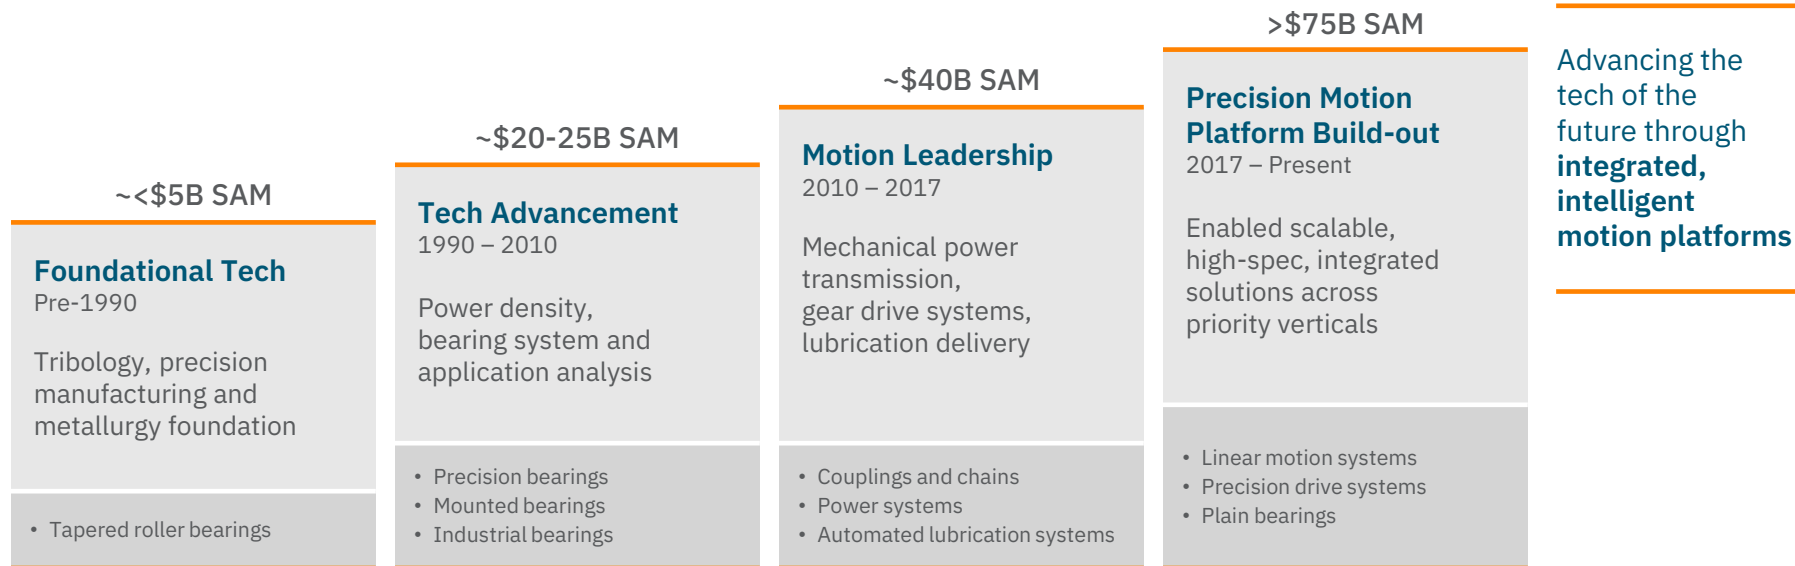 ~<$5B SAM
Foundational Tech
Pre-1990
Tribology, precision
manufacturing and
metallurgy foundation
• Tapered roller bearings
~$20-25B SAM
Tech Advancement
1990 – 2010
Power density,
bearing system and
application analysis
• Precision bearings
• Mounted bearings
• Industrial bearings
~$40B SAM
Motion Leadership
2010 – 2017
Mechanical power
transmission,
gear drive systems,
lubrication delivery
• Couplings and chains
• Power systems
• Automated lubrication systems
>$75B SAM
Precision Motion
Platform Build-out
2017 – Present
Enabled scalable,
high-spec, integrated
solutions across
priority verticals
• Linear motion systems
• Precision drive systems
• Plain bearings
Advancing the
tech of the
future through
integrated,
intelligent
motion platforms